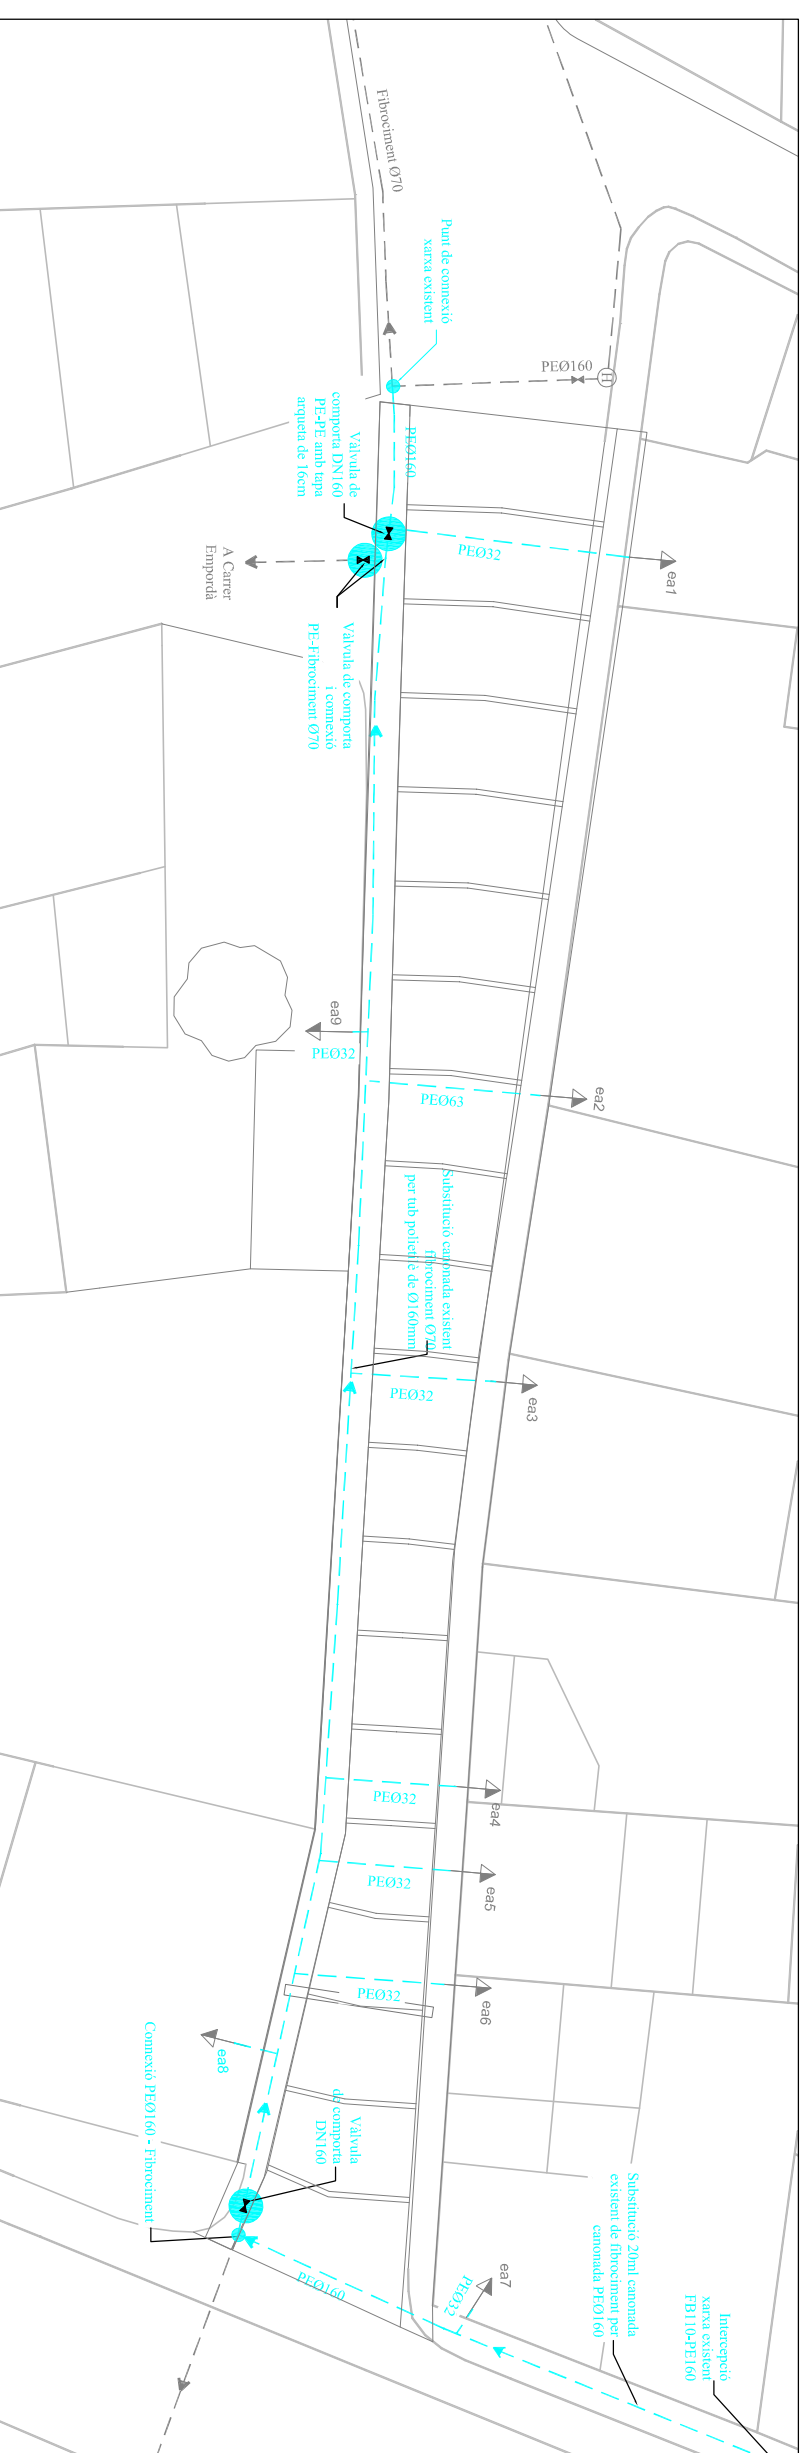 Fibrociment Ø70
Punt de connexió
xarxa existent
PEØ160
H
PEØ160
Vàlvula de
comporta DN160
PE-PE amb tapa
arqueta de 16cm
PEØ32
ea1
A Carrer
Empordà
Vàlvula de comporta
i connexió
PE-Fibrociment Ø70
ea9
PEØ32
PEØ63
ea2
Substitució canonada existent
fibrociment Ø70
per tub polietilè de Ø160mm
PEØ32
ea3
PEØ32
ea4
PEØ32
ea5
PEØ32
ea6
ea8
Connexió PEØ160 - Fibrociment
Vàlvula
de comporta
DN160
PEØ160
PEØ32
ea7
Substitució 20ml canonada
existent de fibrociment per
canonada PEØ160
Intercepció
xarxa existent
FB110-PE160